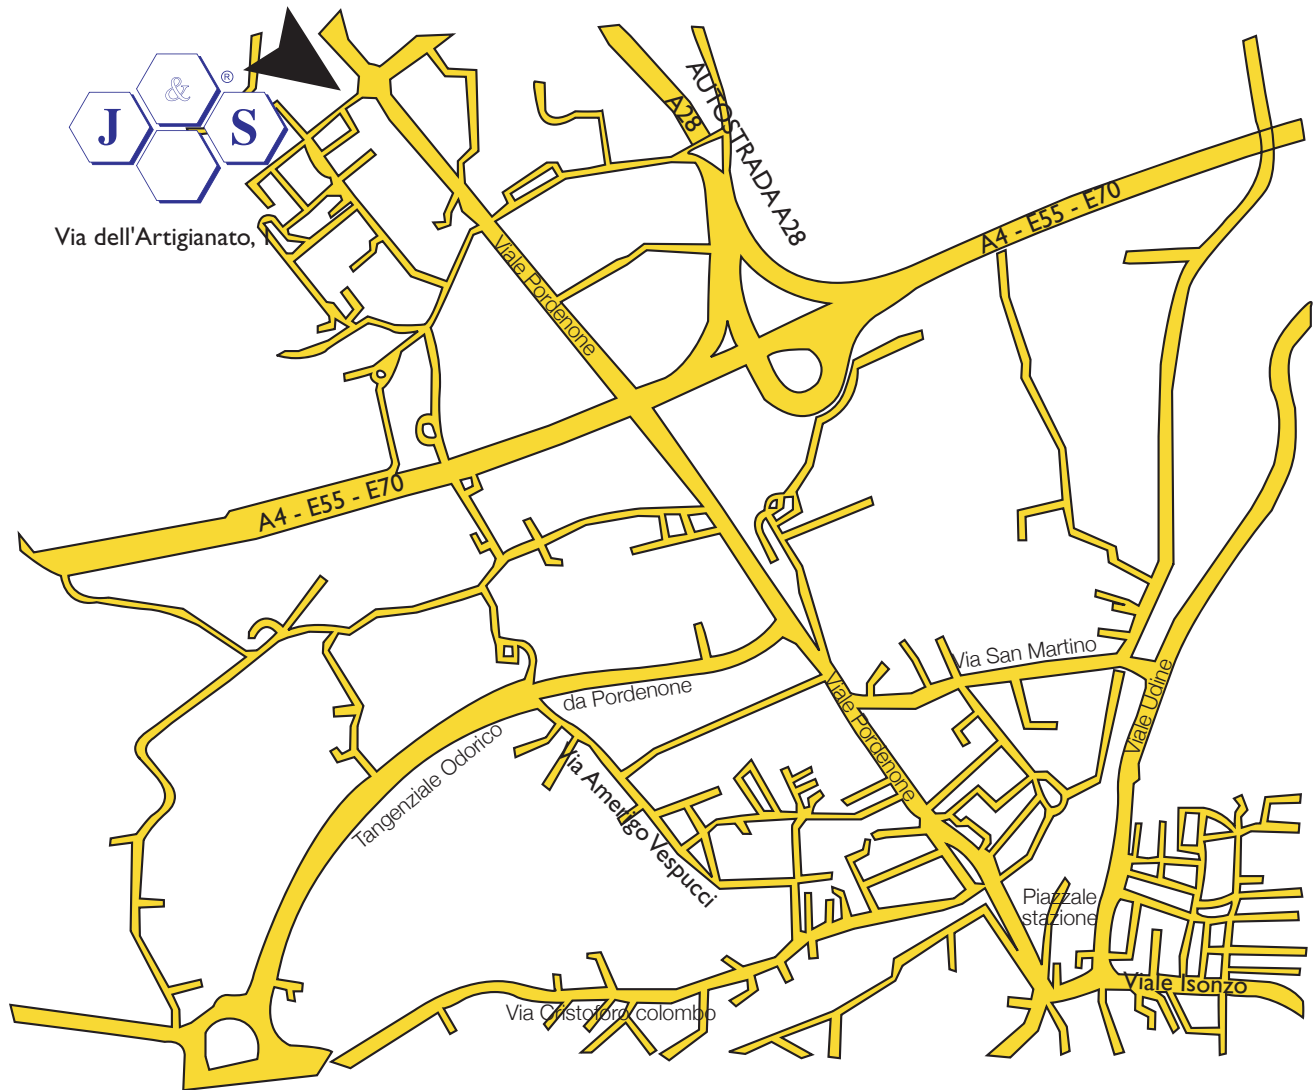 &
®
J
S
Via dell'Artigianato, 1
A28
AUTOSTRADA A28
A4 - E55 - E70
Viale Pordenone
A4 - E55 - E70
Via San Martino
da Pordenone
Viale Pordenone
Viale Udine
Tangenziale Odorico
Via Amerigo Vespucci
Piazzale
stazione
Viale Isonzo
Via Cristoforo colombo